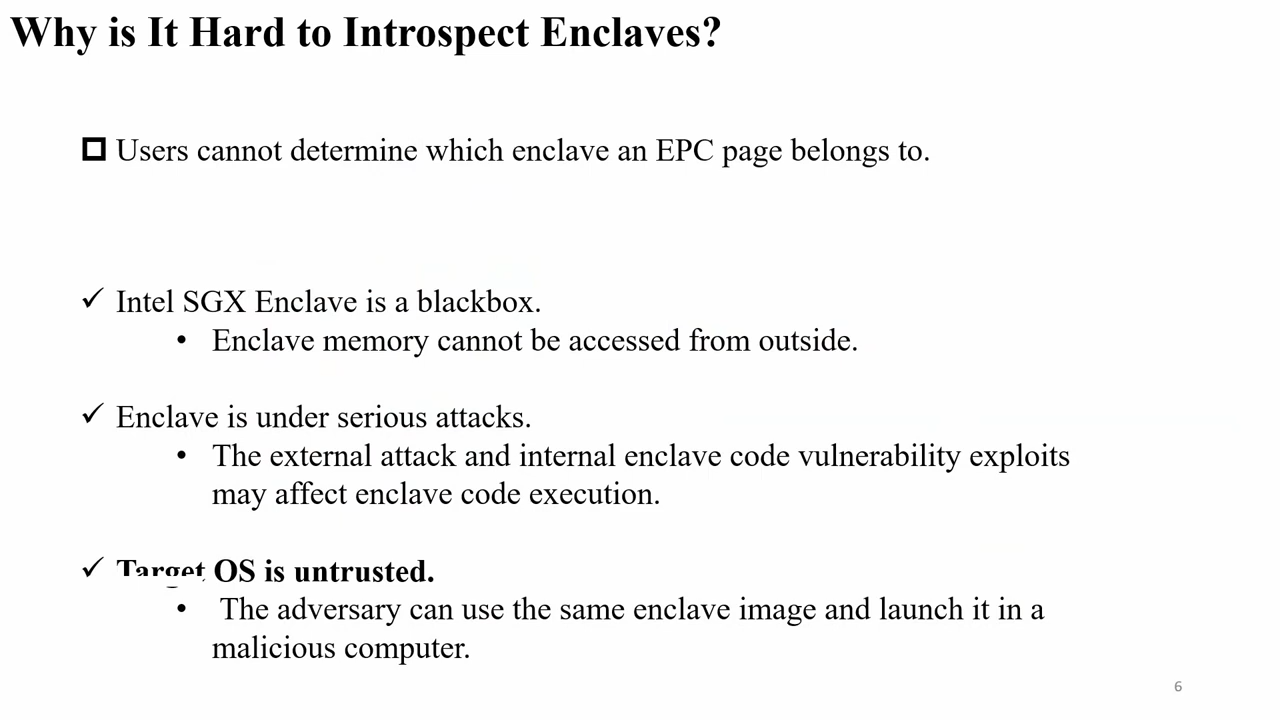 Why is It Hard to Introspect Enclaves?
Users cannot determine which enclave an EPC page belongs to.
✓ Intel SGX Enclave is a blackbox.
• Enclave memory cannot be accessed from outside.
✓ Enclave is under serious attacks.
• The external attack and internal enclave code vulnerability exploits
may affect enclave code execution.
✓ Target OS is untrusted.
• The adversary can use the same enclave image and launch it in a
malicious computer.
6